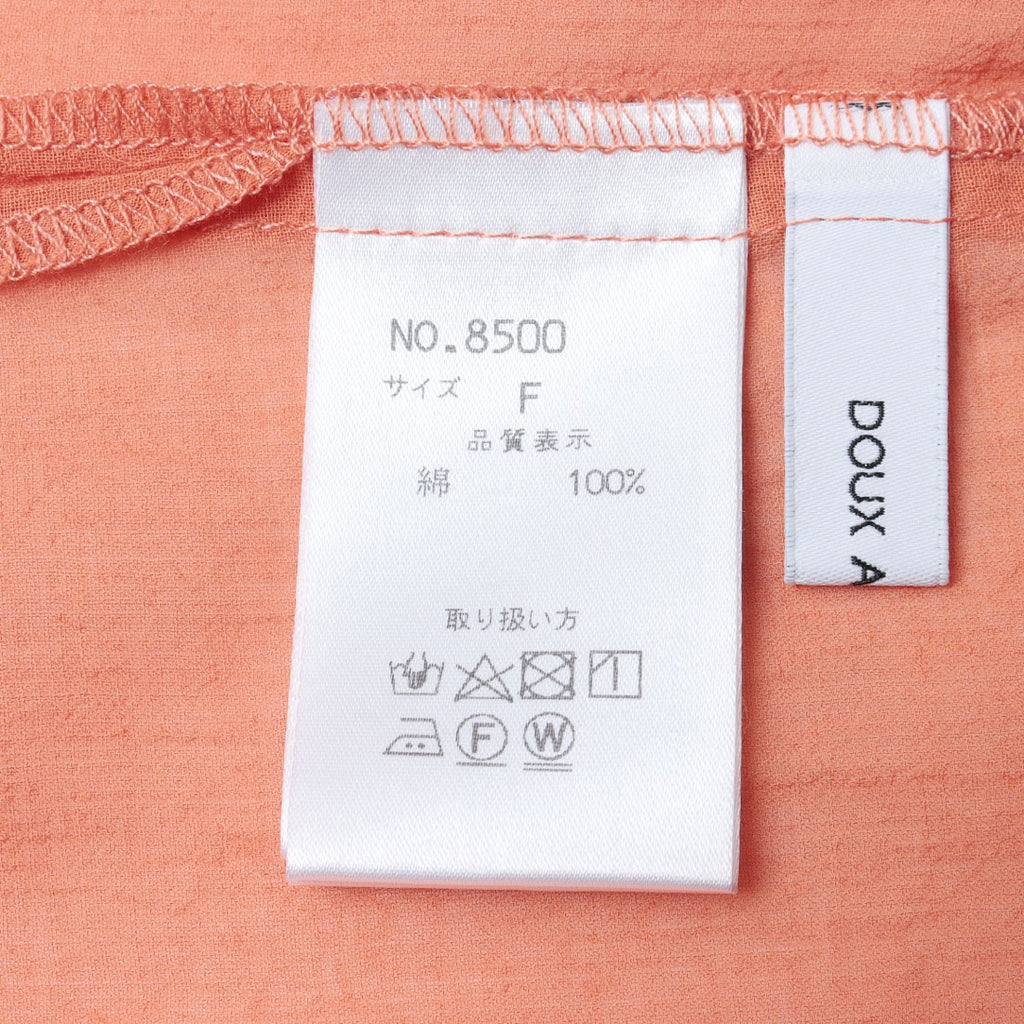 NO.8500
サイズ F
品質表示
綿 100%
取り扱い方
F W
DOUX A